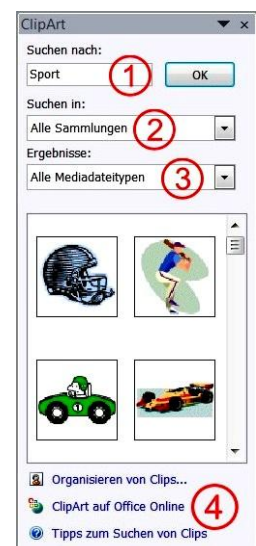 ClipArt
Suchen nach:
Sport 1 OK
Suchen in:
Alle Sammlungen 2
Ergebnisse:
Alle Mediadateitypen 3
1
Organisieren von Clips...
ClipArt auf Office Online 4
Tipps zum Suchen von Clips